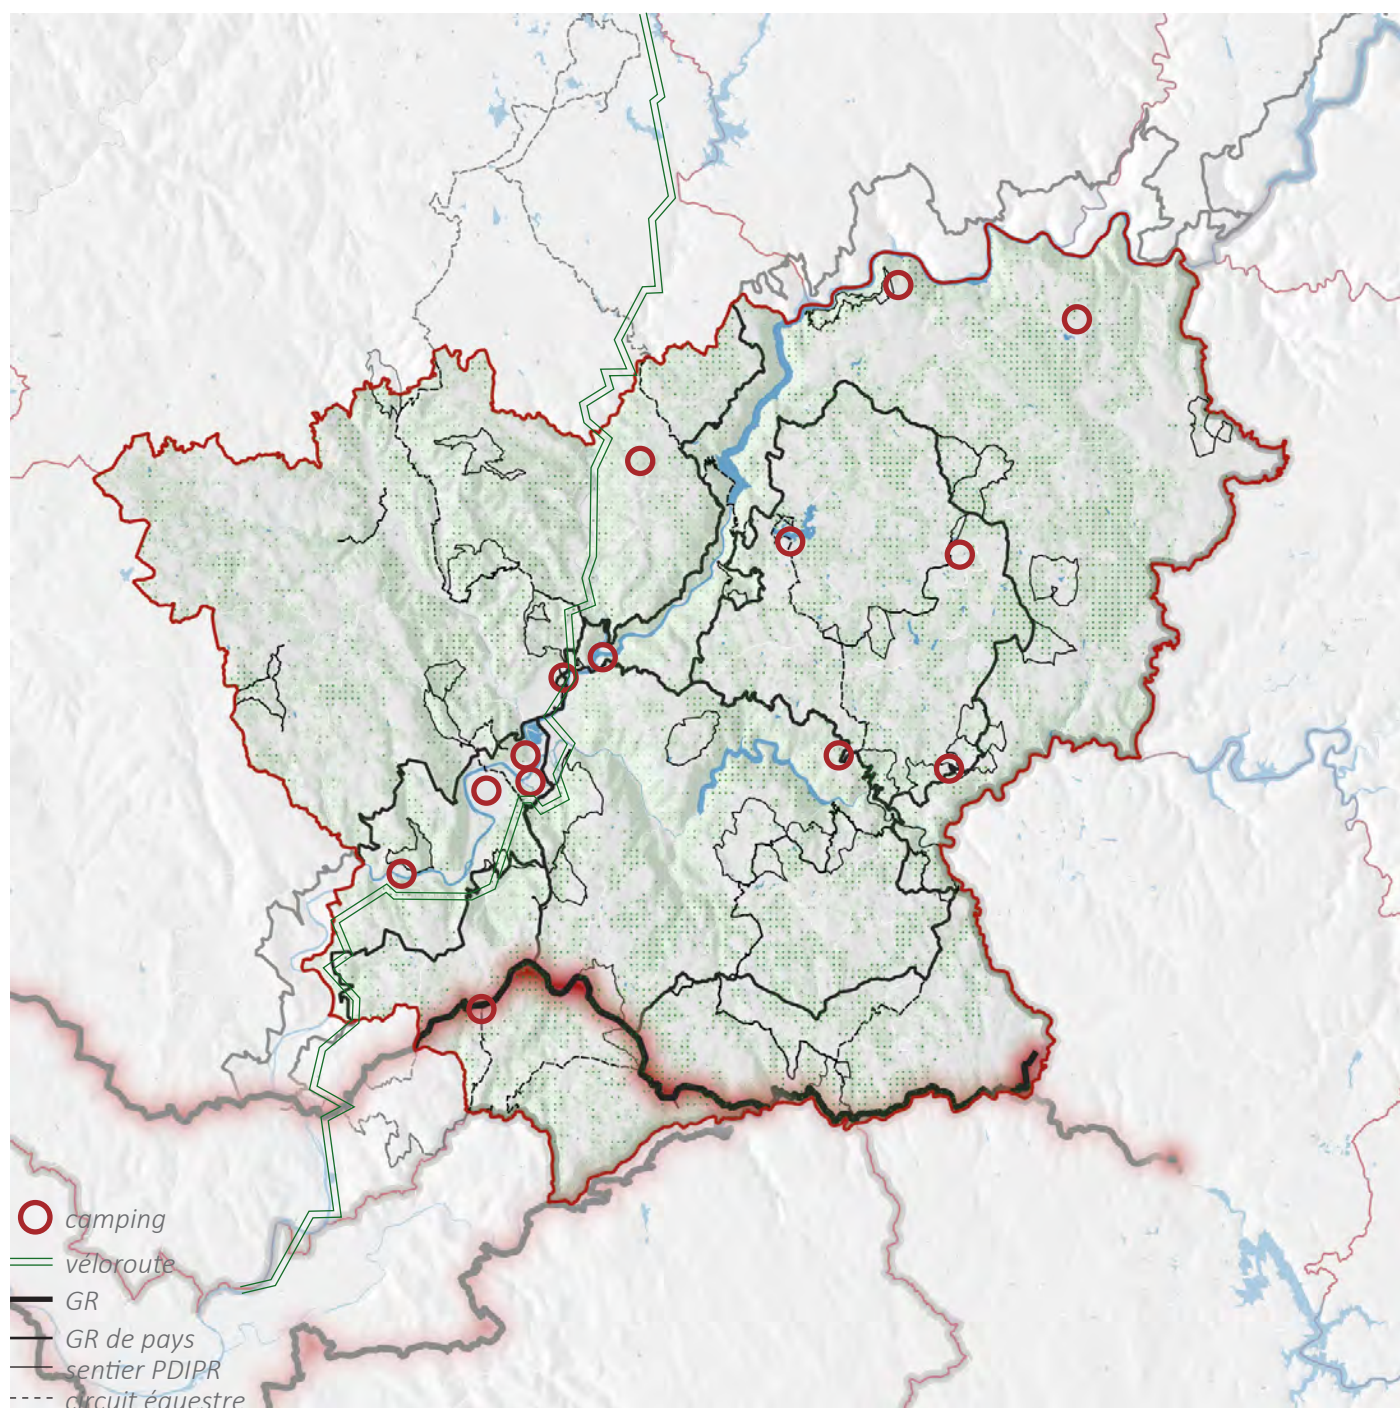 camping
véloroute
GR
GR de pays
sentier PDIPR
circuit équestre